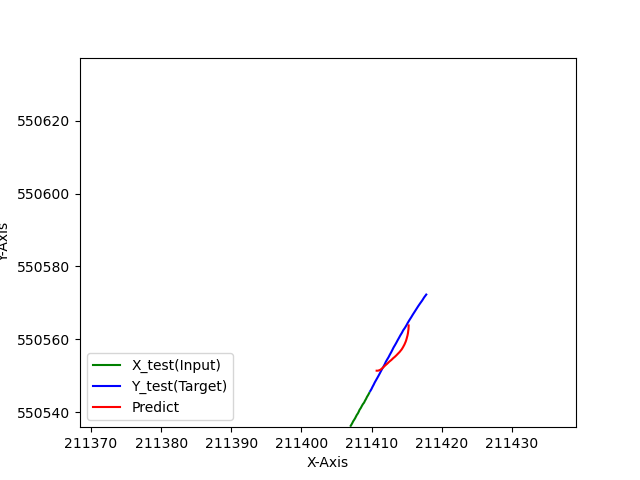 550620
550600
550580
550560
550540
Y-Axis
X_test(Input)
Y_test(Target)
Predict
211370 211380 211390 211400 211410 211420 211430
X-Axis